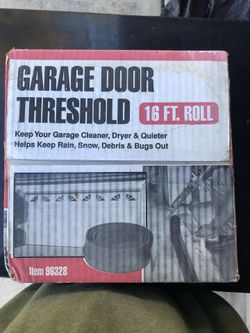 GARAGE DOOR
THRESHOLD 16 FT. ROLL
Keep Your Garage Cleaner, Dryer & Quieter
Helps Keep Rain, Snow, Debris & Bugs Out
Item 96328